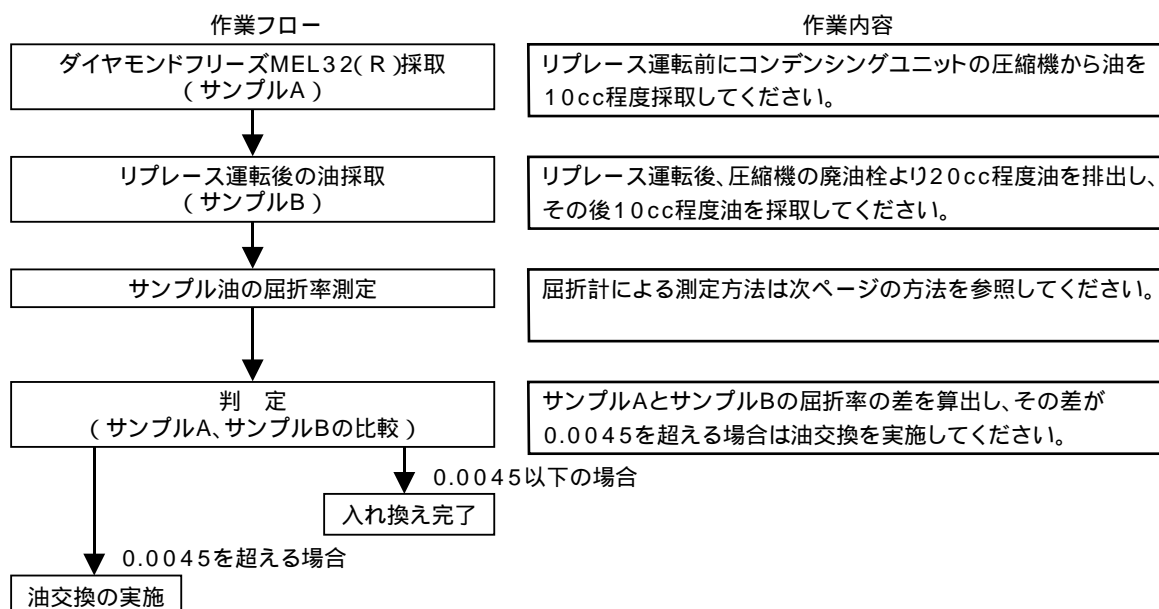 作業フロー
作業内容
ダイヤモンドフリーズMEL32(R)採取
(サンプルA)
リプレース運転前にコンデンシングユニットの圧縮機から油を
10cc程度採取してください。
リプレース運転後の油採取
(サンプルB)
リプレース運転後、圧縮機の廃油栓より20cc程度油を排出し、
その後10cc程度油を採取してください。
サンプル油の屈折率測定
屈折計による測定方法は次ページの方法を参照してください。
判 定
(サンプルA、サンプルBの比較)
サンプルAとサンプルBの屈折率の差を算出し、その差が
0.0045を超える場合は油交換を実施してください。
0.0045以下の場合
入れ換え完了
0.0045を超える場合
油交換の実施